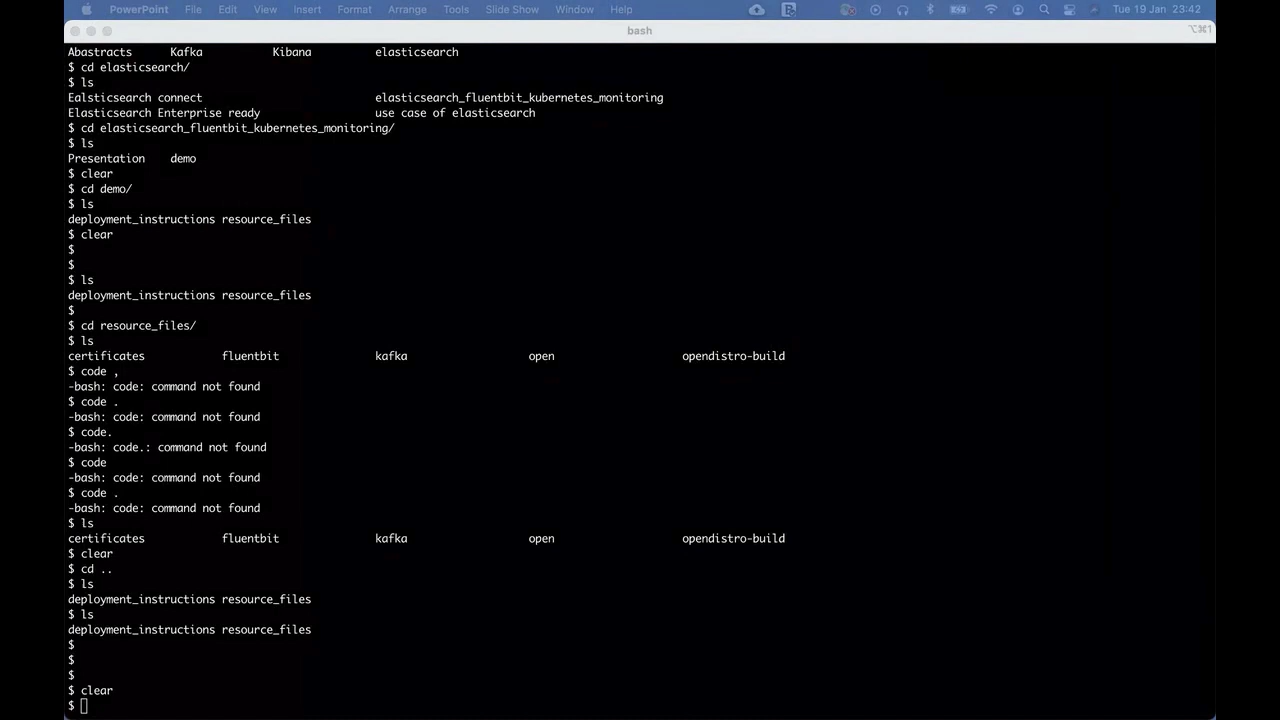 PowerPoint File Edit View Insert Format Arrange Tools Slide Show Window Help Tue 19 Jan 23:42
bash ⌥⌘1
Abstracts Kafka Kibana elasticsearch
$ cd elasticsearch/
$ ls
Ealsticsearch connect elasticsearch_fluentbit_kubernetes_monitoring
Elasticsearch Enterprise ready use case of elasticsearch
$ cd elasticsearch_fluentbit_kubernetes_monitoring/
$ ls
Presentation demo
$ clear
$ cd demo/
$ ls
deployment_instructions resource_files
$ clear
$
$
$ ls
deployment_instructions resource_files
$
$ cd resource_files/
$ ls
certificates fluentbit kafka open opendistro-build
$ code ,
-bash: code: command not found
$ code .
-bash: code: command not found
$ code.
-bash: code.: command not found
$ code
-bash: code: command not found
$ code .
-bash: code: command not found
$ ls
certificates fluentbit kafka open opendistro-build
$ clear
$ cd ..
$ ls
deployment_instructions resource_files
$ ls
deployment_instructions resource_files
$
$
$
$ clear
$